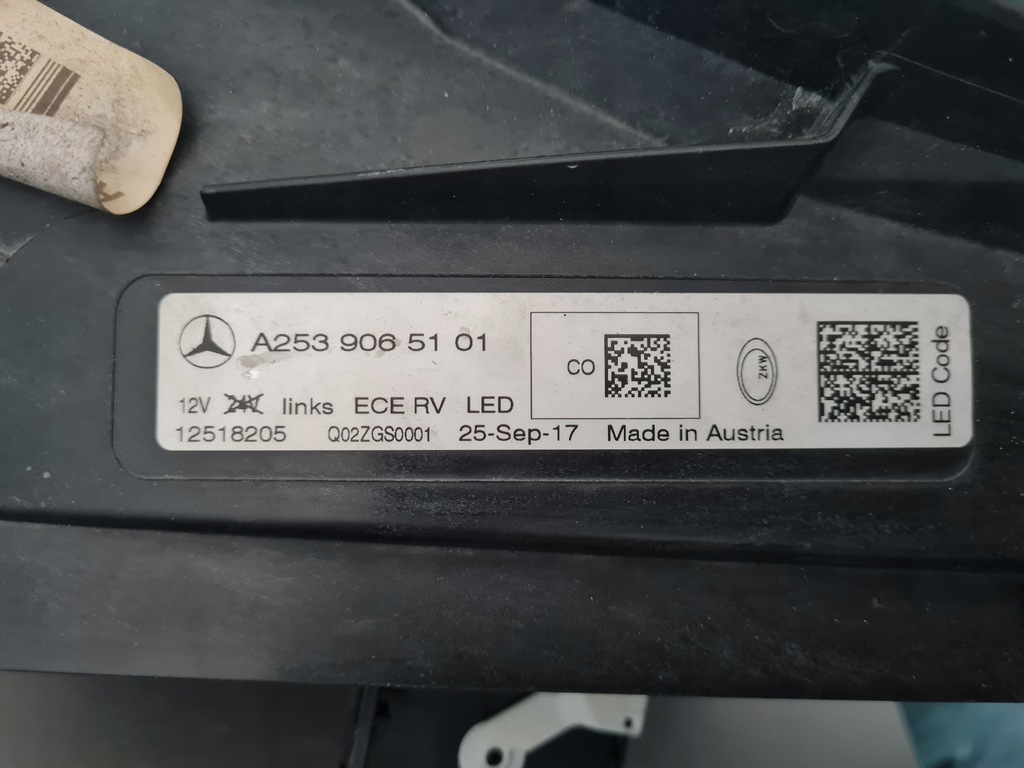 A253 906 51 01
CO
ZKW
LED Code
12V 24V links ECE RV LED
12518205 Q02ZGS0001 25-Sep-17 Made in Austria